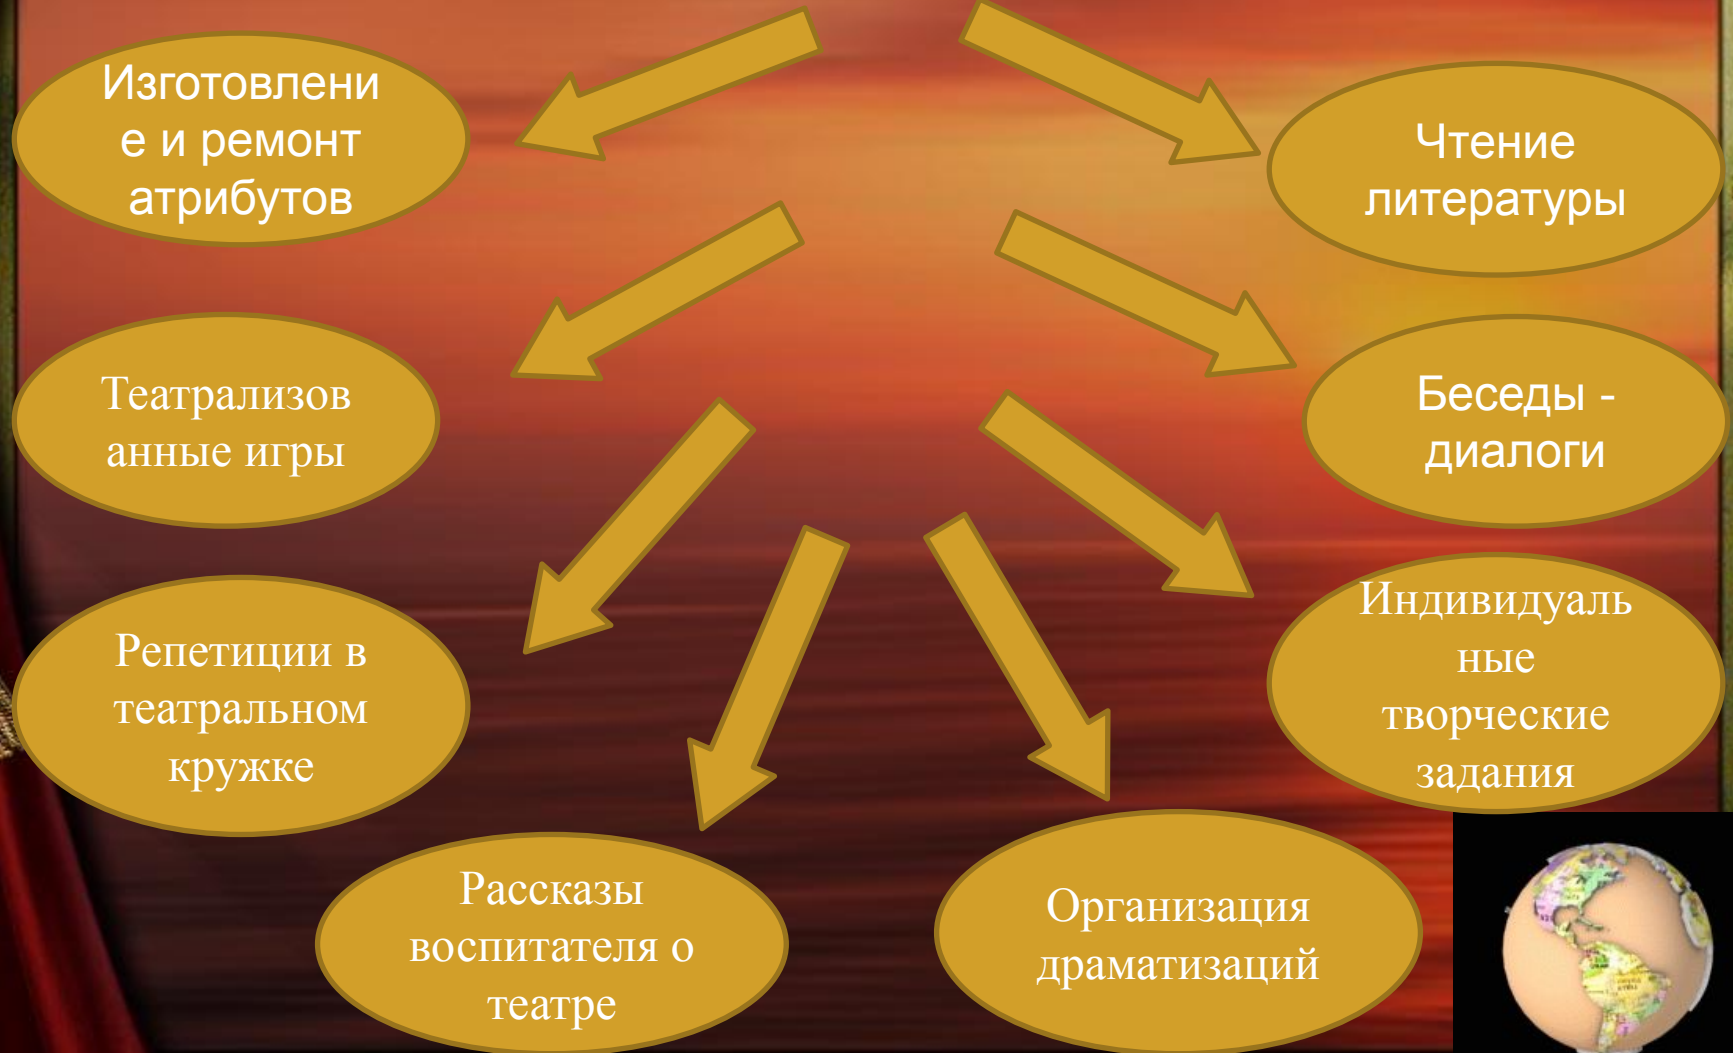 Изготовлени
е и ремонт
атрибутов
Чтение
литературы
Театрализов
анные игры
Беседы -
диалоги
Репетиции в
театральном
кружке
Индивидуаль
ные
творческие
задания
Рассказы
воспитателя о
театре
Организация
драматизаций